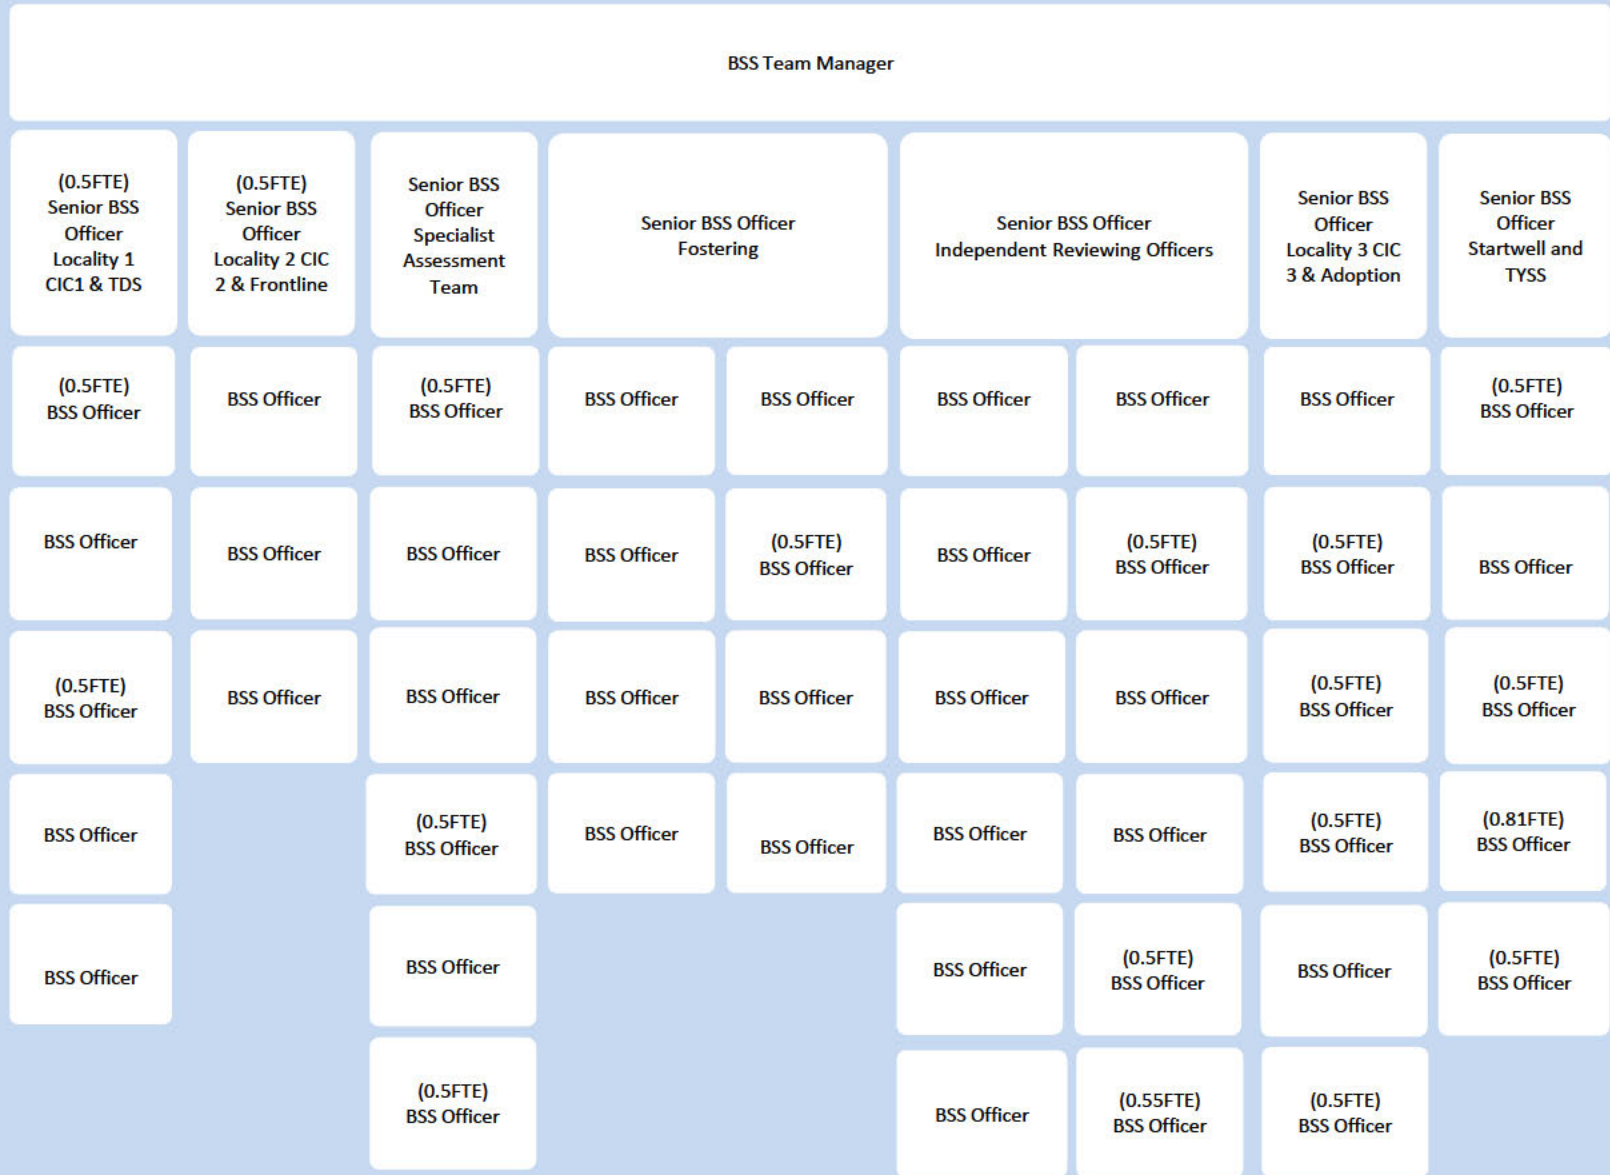 BSS Team Manager
(0.5FTE)
Senior BSS
Officer
Locality 1
CIC1 & TDS
(0.5FTE)
Senior BSS
Officer
Locality 2 CIC
2 & Frontline
Senior BSS
Officer
Specialist
Assessment
Team
Senior BSS Officer
Fostering
Senior BSS Officer
Independent Reviewing Officers
Senior BSS
Officer
Locality 3 CIC
3 & Adoption
Senior BSS
Officer
Startwell and
TYSS
(0.5FTE)
BSS Officer
BSS Officer
(0.5FTE)
BSS Officer
BSS Officer
BSS Officer
BSS Officer
BSS Officer
BSS Officer
(0.5FTE)
BSS Officer
BSS Officer
BSS Officer
BSS Officer
BSS Officer
(0.5FTE)
BSS Officer
BSS Officer
(0.5FTE)
BSS Officer
(0.5FTE)
BSS Officer
BSS Officer
(0.5FTE)
BSS Officer
BSS Officer
BSS Officer
BSS Officer
BSS Officer
BSS Officer
BSS Officer
(0.5FTE)
BSS Officer
(0.5FTE)
BSS Officer
BSS Officer
(0.5FTE)
BSS Officer
BSS Officer
BSS Officer
BSS Officer
BSS Officer
(0.5FTE)
BSS Officer
(0.81FTE)
BSS Officer
BSS Officer
BSS Officer
BSS Officer
(0.5FTE)
BSS Officer
BSS Officer
(0.5FTE)
BSS Officer
(0.5FTE)
BSS Officer
BSS Officer
(0.55FTE)
BSS Officer
(0.5FTE)
BSS Officer